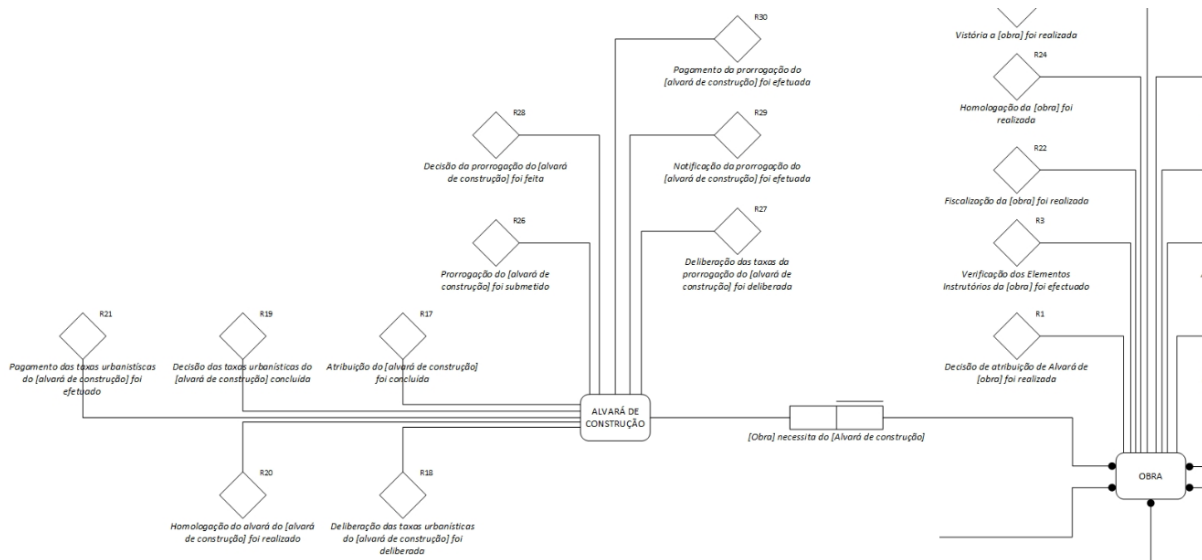 R30
Pagamento da prorrogação do
[alvará de construção] foi efetuada
Vistória a [obra] foi realizada
R24
Homologação da [obra] foi
realizada
R28
Decisão da prorrogação do [alvará
de construção] foi feita
R29
Notificação da prorrogação do
[alvará de construção] foi efetuada
R22
Fiscalização da [obra] foi realizada
R26
Prorrogação do [alvará de
construção] foi submetido
R27
Deliberação das taxas da
prorrogação do [alvará de
construção] foi deliberada
R3
Verificação dos Elementos
Instrutórios da [obra] foi efectuado
R21
Pagamento das taxas urbanistíscas
do [alvará de construção] foi
efetuado
R19
Decisão das taxas urbanísticas do
[alvará de construção] concluída
R17
Atribuição do [alvará de construção]
foi concluída
R1
Decisão de atribuição de Alvará de
[obra] foi realizada
ALVARÁ DE
CONSTRUÇÃO
[Obra] necessita do [Alvará de construção]
OBRA
R20
Homologação do alvará do [alvará do
construção] foi realizado
R18
Deliberação das taxas urbanísticas
do [alvará de construção] foi
deliberada